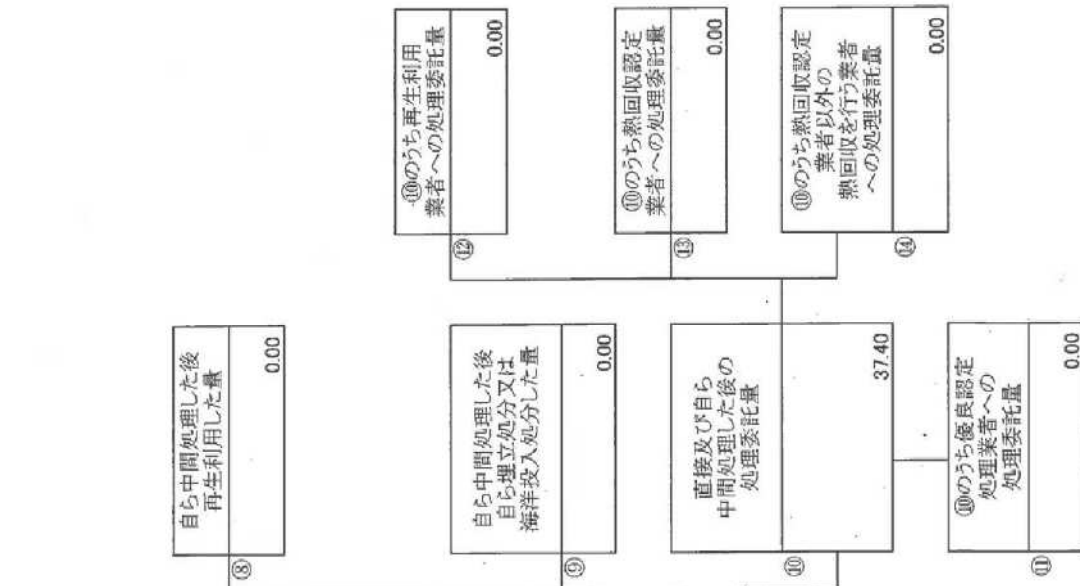 ⑧
自ら中間処理した後
再生利用した量
0.00
⑨
自ら中間処理した後
自ら埋立処分又は
海洋投入処分した量
0.00
⑩
直接及び自ら
中間処理した後の
処理委託量
37.40
⑪
⑩のうち優良認定
処理業者への
処理委託量
0.00
⑫
⑩のうち再生利用
業者への処理委託量
0.00
⑬
⑩のうち熱回収認定
業者への処理委託量
0.00
⑭
⑩のうち熱回収認定
業者以外の
熱回収を行う業者
への処理委託量
0.00